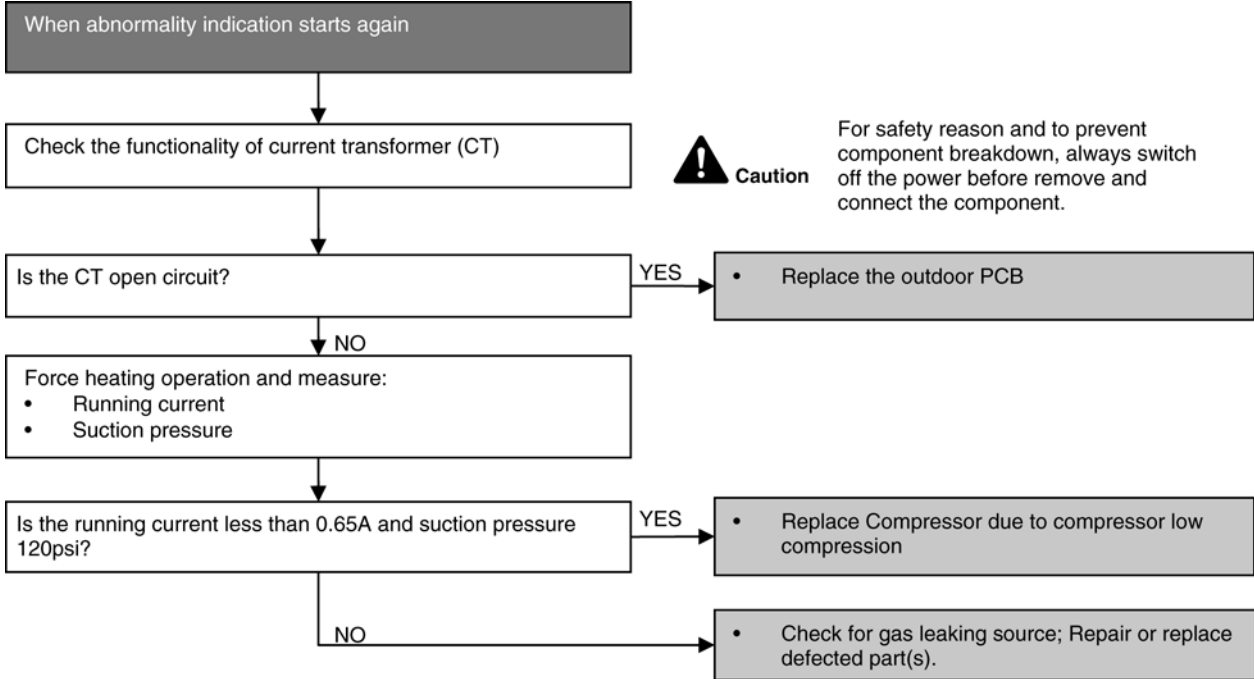 When abnormality indication starts again
Check the functionality of current transformer (CT)
Caution
For safety reason and to prevent
component breakdown, always switch
off the power before remove and
connect the component.
Is the CT open circuit?
YES
• Replace the outdoor PCB
NO
Force heating operation and measure:
• Running current
• Suction pressure
Is the running current less than 0.65A and suction pressure
120psi?
YES
• Replace Compressor due to compressor low
compression
NO
• Check for gas leaking source; Repair or replace
defected part(s).